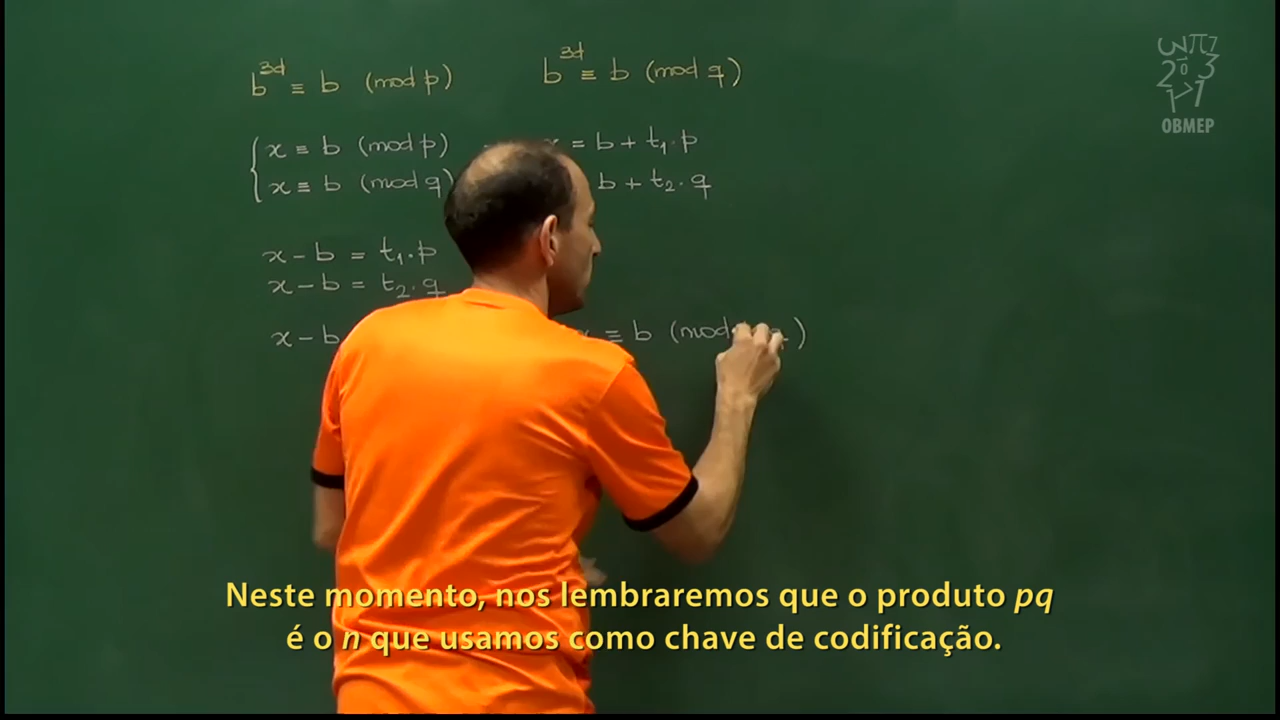 b^3d ≡ b (mod p) b^3d ≡ b (mod q)
x ≡ b (mod p) = b + t₁.p
x ≡ b (mod q) b + t₂.q
x - b = t₁.p
x - b = t₂.q
x - b ≡ b (mod )
OBMEP
Neste momento, nos lembraremos que o produto pq
é o n que usamos como chave de codificação.